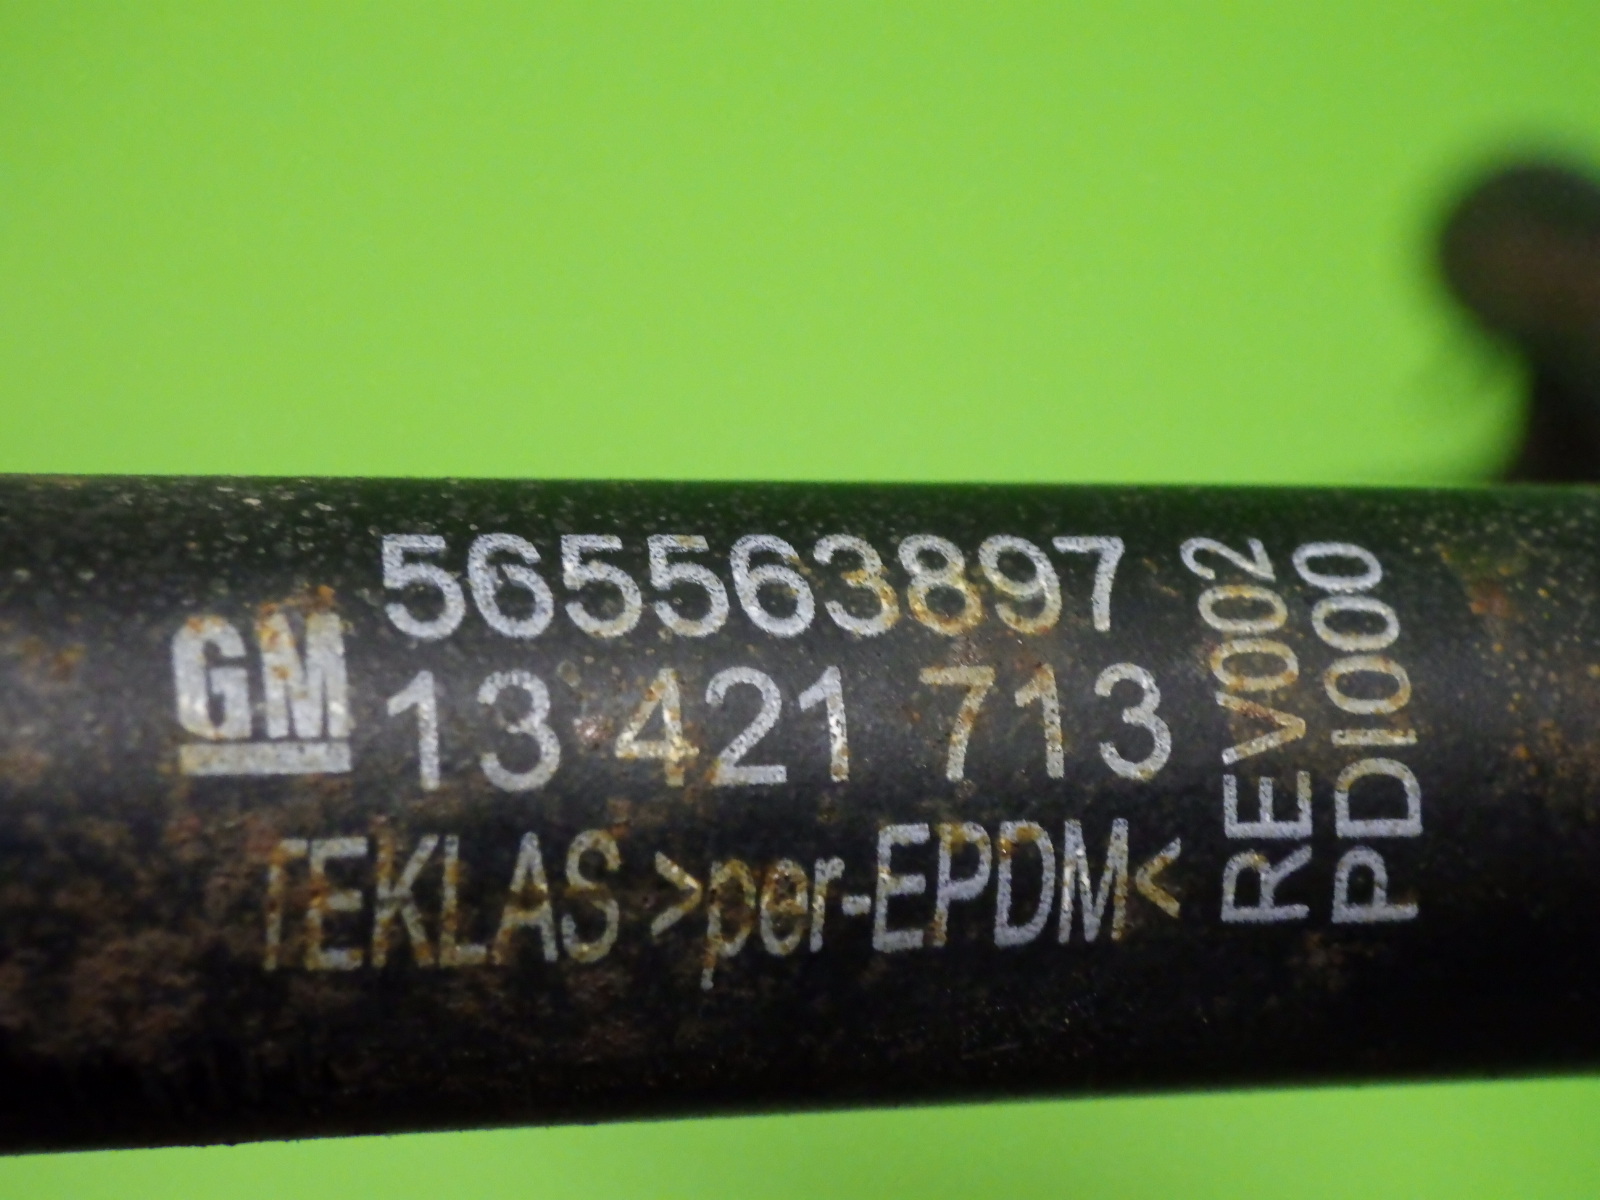 565563897
GM 13 421 713
TEKLAS >per-EPDM<
REV002
PDI000